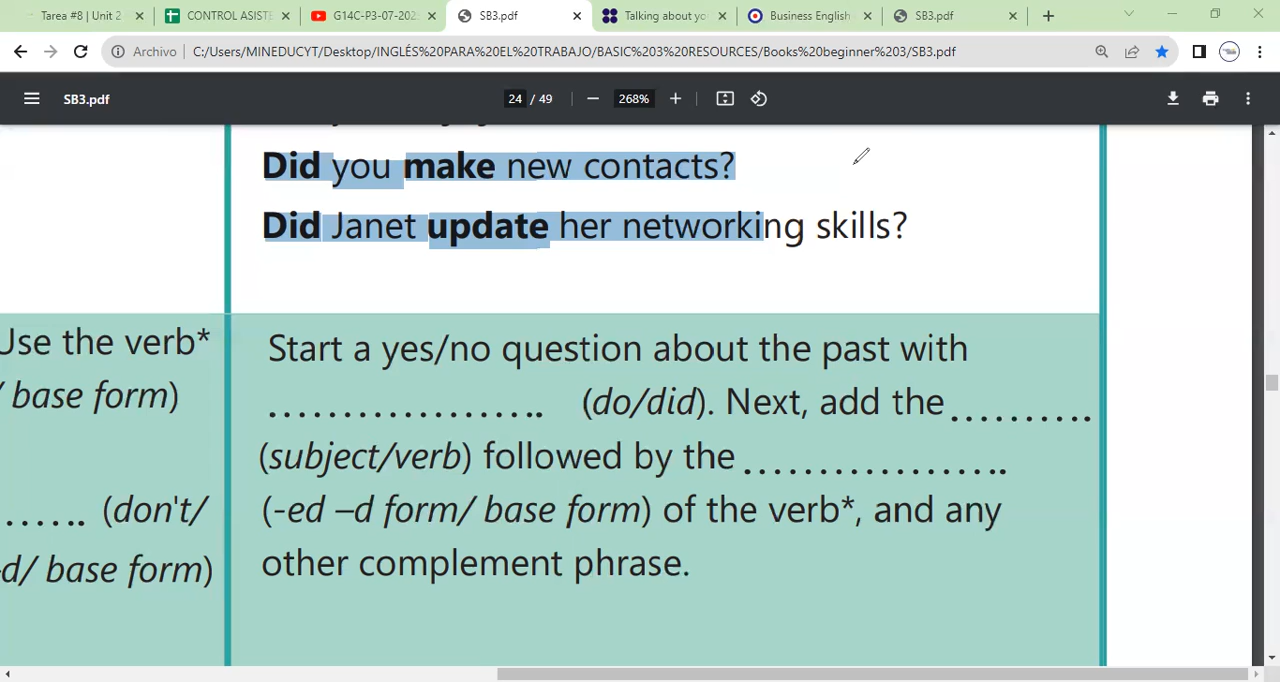 Tarea #8 | Unit 2
CONTROL ASIST
G14C-P3-07-202
SB3.pdf
Talking about yo
Business English
SB3.pdf
Archivo
C:/Users/MINEDUCYT/Desktop/INGLÉS%20PARA%20EL%20TRABAJO/BASIC%203%20RESOURCES/Books%20beginner%203/SB3.pdf
SB3.pdf
24 / 49
268%
Did you make new contacts?
Did Janet update her networking skills?
Use the verb*
/ base form)
...... (don't/
-d/ base form)
Start a yes/no question about the past with
................... (do/did). Next, add the ..........
(subject/verb) followed by the ..................
(-ed –d form/ base form) of the verb*, and any
other complement phrase.